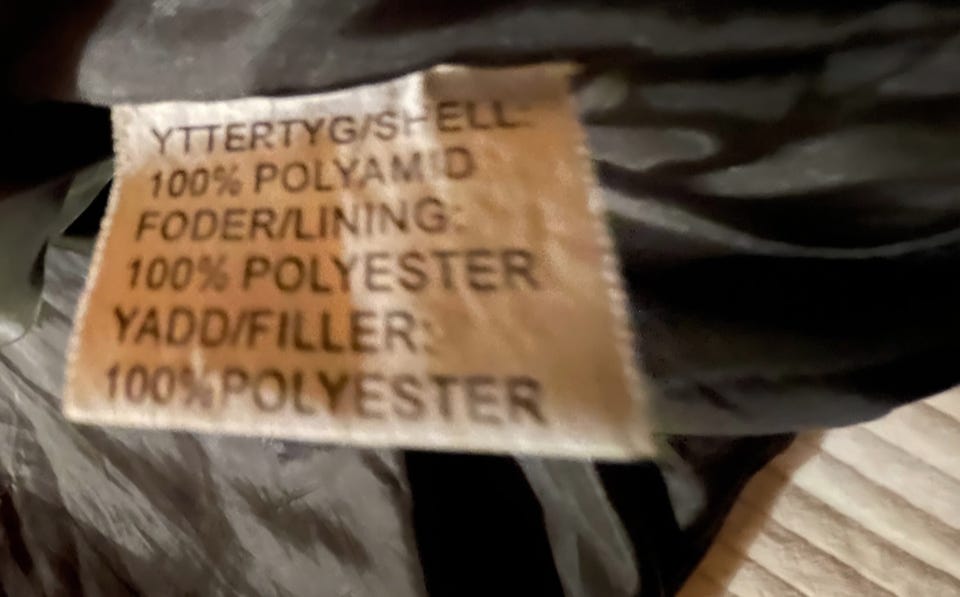 YTTERTYG/SHELL:
100% POLYAMID
FODER/LINING:
100% POLYESTER
YADD/FILLER:
100% POLYESTER